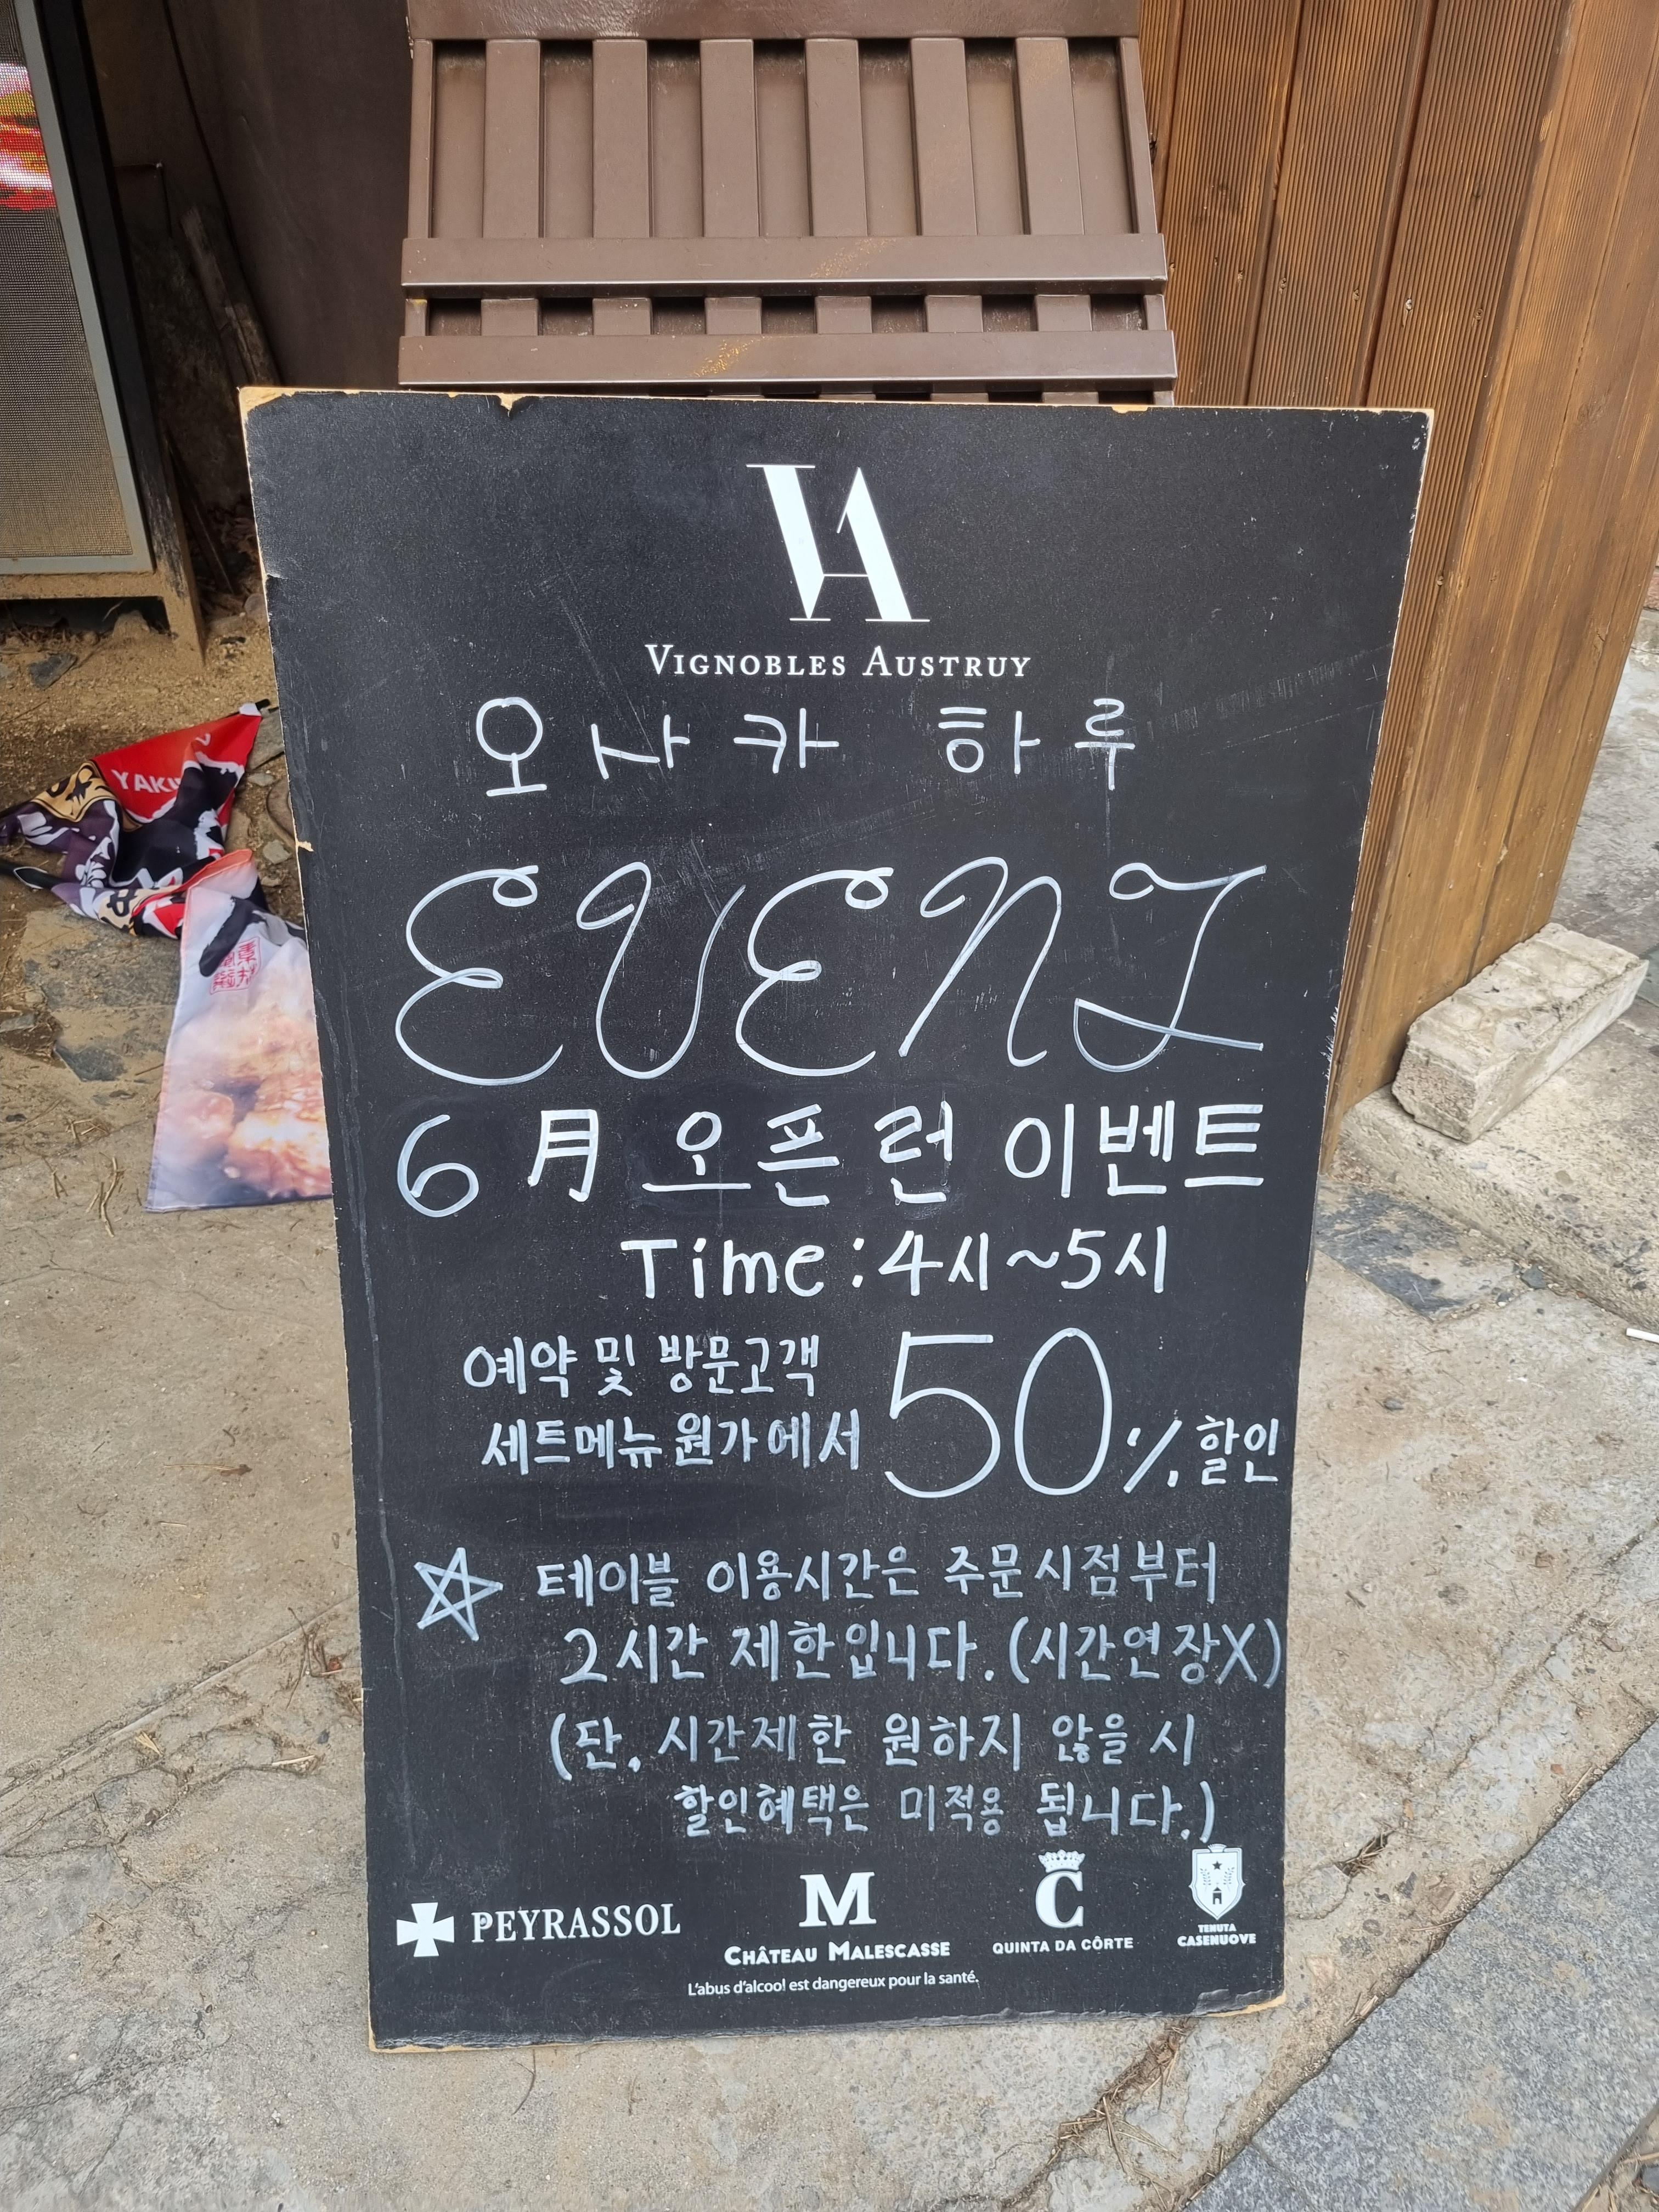 VA
VIGNOBLES AUSTRUY
오사카 하루
EVENT
6月 오픈런 이벤트
Time : 4시~5시
예약 및 방문고객
세트메뉴 원가에서 50% 할인
☆ 테이블 이용시간은 주문시점부터
2시간 제한입니다. (시간연장X)
(단, 시간제한 원하지 않을 시
할인혜택은 미적용 됩니다.)
PEYRASSOL
M
CHÂTEAU MALESCASSE
C
QUINTA DA CÔRTE
TENUTA
CASENUOVE
L'abus d'alcool est dangereux pour la santé.